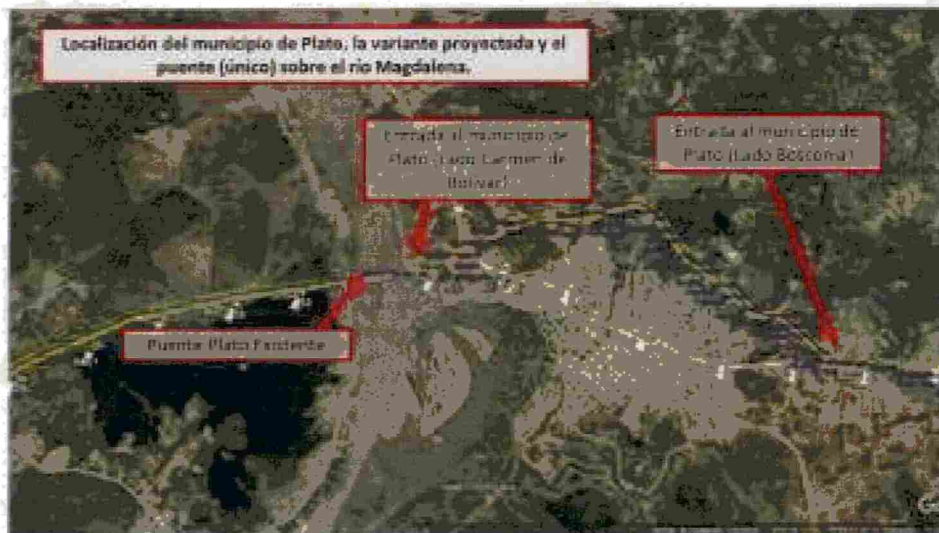 Localización del municipio de Plato, la variante proyectada y el
puente (único) sobre el río Magdalena.
Entrada al municipio de
Plato (Lado Carmen de
Bolívar)
Entrada al municipio de
Plato (Lado Bosconia)
Puente Plato Existente